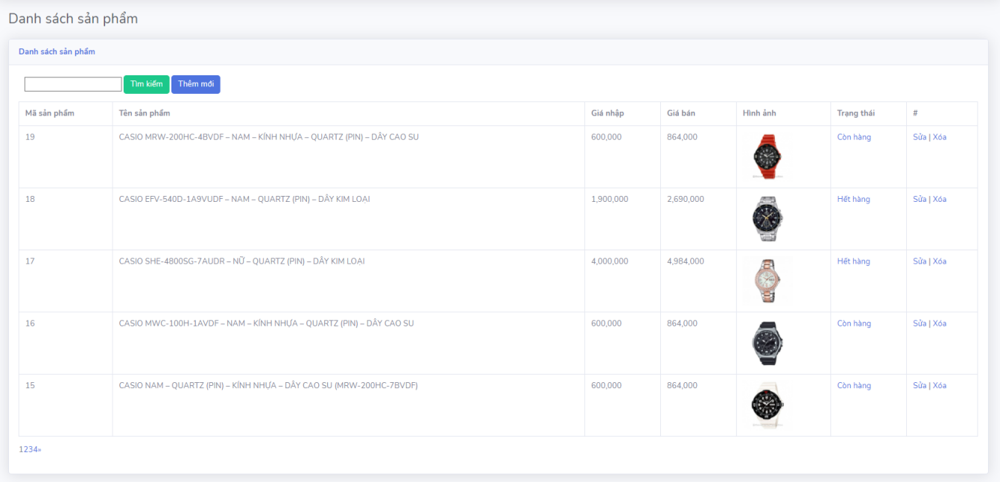 Danh sách sản phẩm
Danh sách sản phẩm
Tìm kiếm Thêm mới
Mã sản phẩm Tên sản phẩm Giá nhập Giá bán Hình ảnh Trạng thái #
19 CASIO MRW-200HC-4BVDF – NAM – KÍNH NHỰA – QUARTZ (PIN) – DÂY CAO SU 600,000 864,000 Còn hàng Sửa | Xóa
18 CASIO EFV-540D-1A9VUDF – NAM – QUARTZ (PIN) – DÂY KIM LOẠI 1,900,000 2,690,000 Hết hàng Sửa | Xóa
17 CASIO SHE-4800SG-7AUDR – NỮ – QUARTZ (PIN) – DÂY KIM LOẠI 4,000,000 4,984,000 Hết hàng Sửa | Xóa
16 CASIO MWC-100H-1AVDF – NAM – KÍNH NHỰA – QUARTZ (PIN) – DÂY CAO SU 600,000 864,000 Còn hàng Sửa | Xóa
15 CASIO NAM – QUARTZ (PIN) – KÍNH NHỰA – DÂY CAO SU (MRW-200HC-7BVDF) 600,000 864,000 Còn hàng Sửa | Xóa
1234»